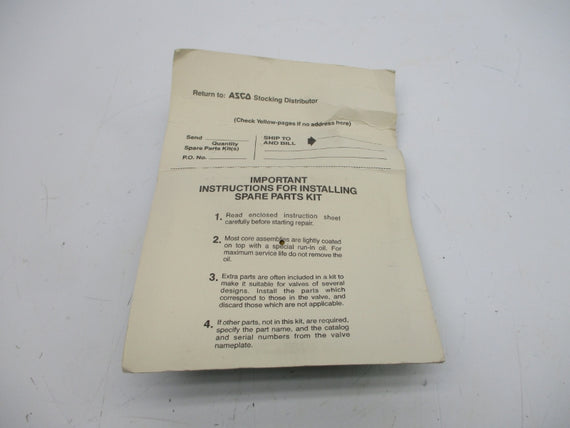 Return to: ASCO Stocking Distributor
(Check Yellow-pages if no address here)
Send
Quantity
Spare Parts Kit(s)
P.O. No.
SHIP TO
AND BILL
IMPORTANT
INSTRUCTIONS FOR INSTALLING
SPARE PARTS KIT
1. Read enclosed instruction sheet
carefully before starting repair.
2. Most core assemblies are lightly coated
on top with a special run-in oil. For
maximum service life do not remove the
oil.
3. Extra parts are often included in a kit to
make it suitable for valves of several
designs. Install the parts which
correspond to those in the valve, and
discard those which are not applicable.
4. If other parts, not in this kit, are required,
specify the part name, and the catalog
and serial numbers from the valve
nameplate.